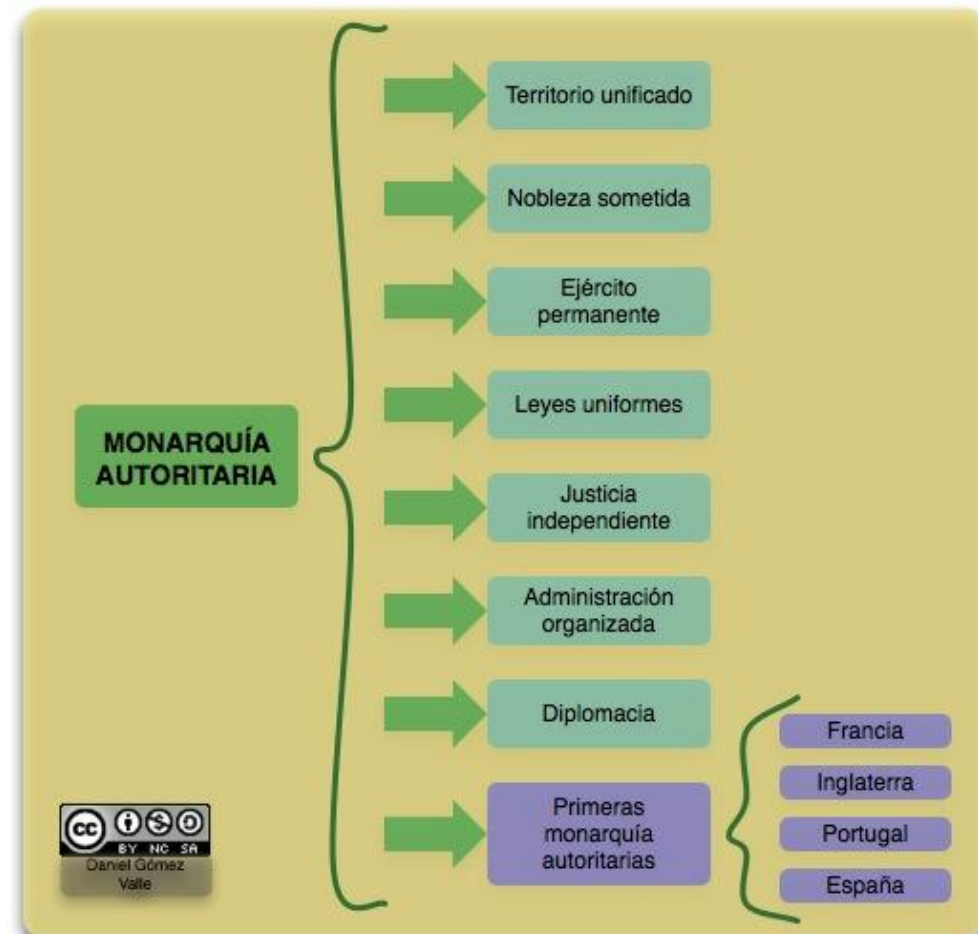 MONARQUÍA
AUTORITARIA
Territorio unificado
Nobleza sometida
Ejército
permanente
Leyes uniformes
Justicia
independiente
Administración
organizada
Diplomacia
Primeras
monarquía
autoritarias
Francia
Inglaterra
Portugal
España
cc
BY NC SA
Daniel Gómez
Valle